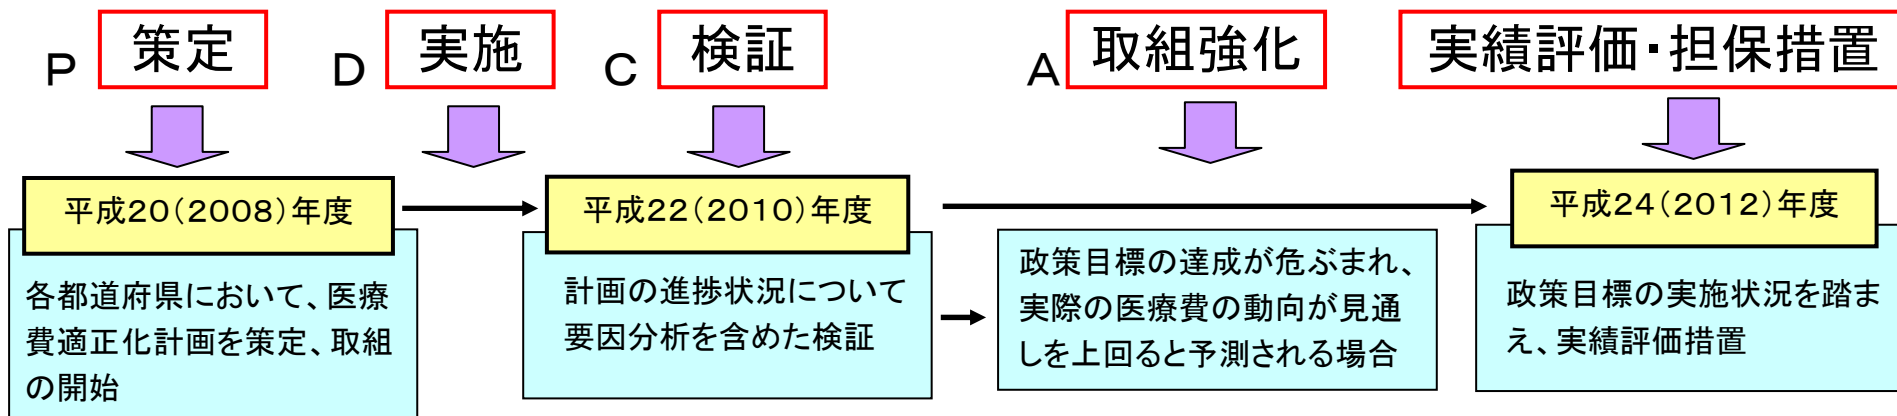 P 策定
D 実施
C 検証
A 取組強化
実績評価・担保措置
平成20(2008)年度
各都道府県において、医療
費適正化計画を策定、取組
の開始
平成22(2010)年度
計画の進捗状況について
要因分析を含めた検証
政策目標の達成が危ぶまれ、
実際の医療費の動向が見通
しを上回ると予測される場合
平成24(2012)年度
政策目標の実施状況を踏ま
え、実績評価措置